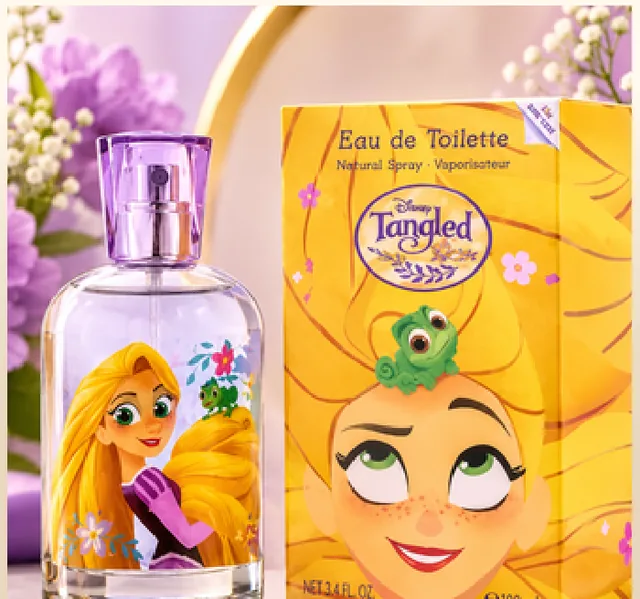 Eau de Toilette
Natural Spray · Vaporisateur
Disney
Tangled
NET 3.4 FL. OZ.